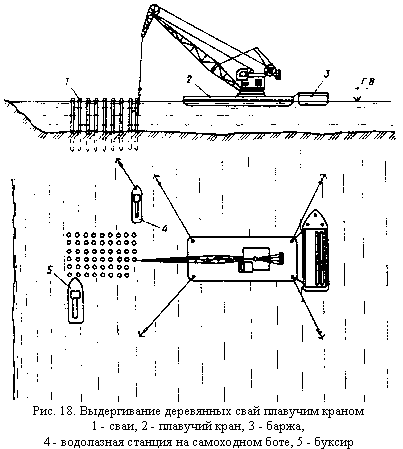 1
2
3
Г В
4
5
Рис. 18. Выдергивание деревянных свай плавучим краном
1 - сваи, 2 - плавучий кран, 3 - баржа,
4 - водолазная станция на самоходном боте, 5 - буксир